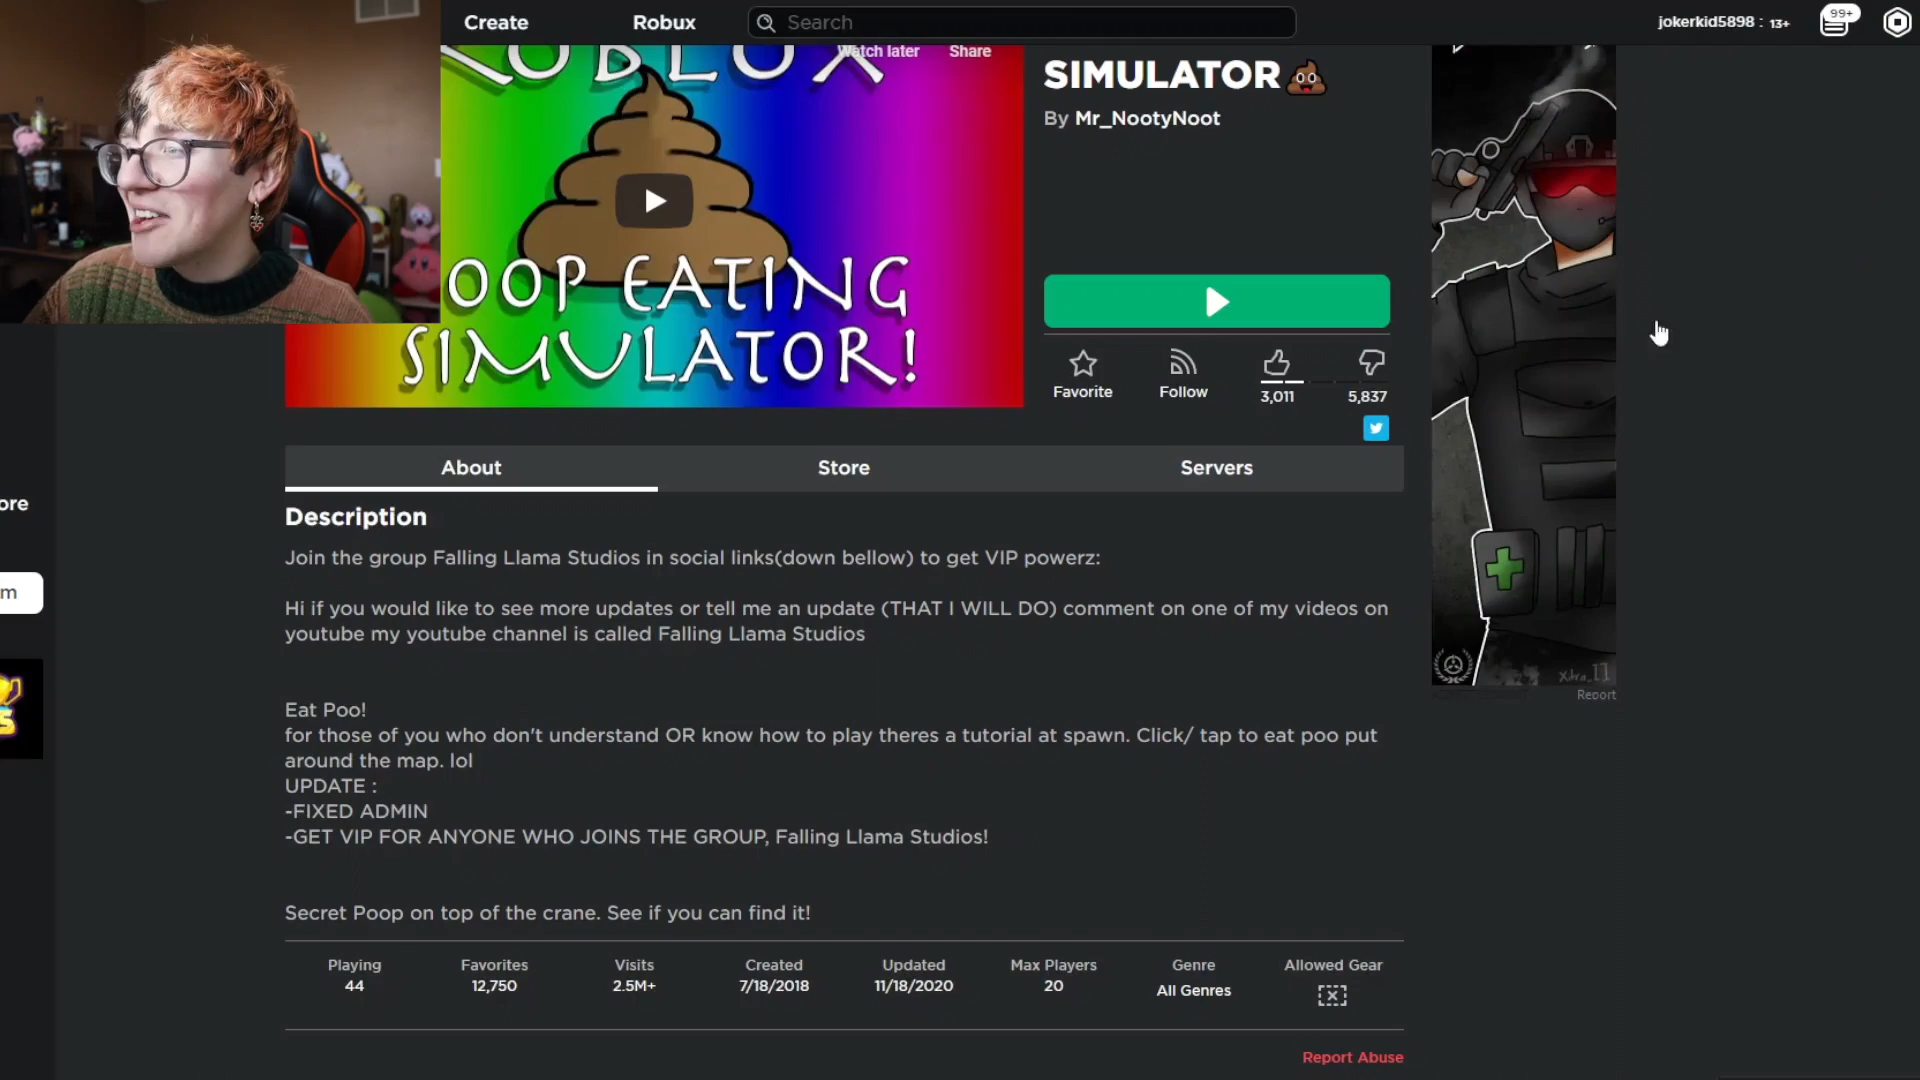 Create
Robux
Search
jokerkid5898 : 13+
99+
ROBLOX
Watch later
Share
OOP EATING
SIMULATOR!
SIMULATOR
By Mr_NootyNoot
Favorite
Follow
3,011
5,837
ore
m
S
About
Store
Servers
Description
Join the group Falling Llama Studios in social links(down bellow) to get VIP powerz:
Hi if you would like to see more updates or tell me an update (THAT I WILL DO) comment on one of my videos on
youtube my youtube channel is called Falling Llama Studios
Eat Poo!
for those of you who don't understand OR know how to play theres a tutorial at spawn. Click/ tap to eat poo put
around the map. lol
UPDATE :
-FIXED ADMIN
-GET VIP FOR ANYONE WHO JOINS THE GROUP, Falling Llama Studios!
Secret Poop on top of the crane. See if you can find it!
Playing
Favorites
Visits
Created
Updated
Max Players
Genre
Allowed Gear
44
12,750
2.5M+
7/18/2018
11/18/2020
20
All Genres
Report Abuse
Report